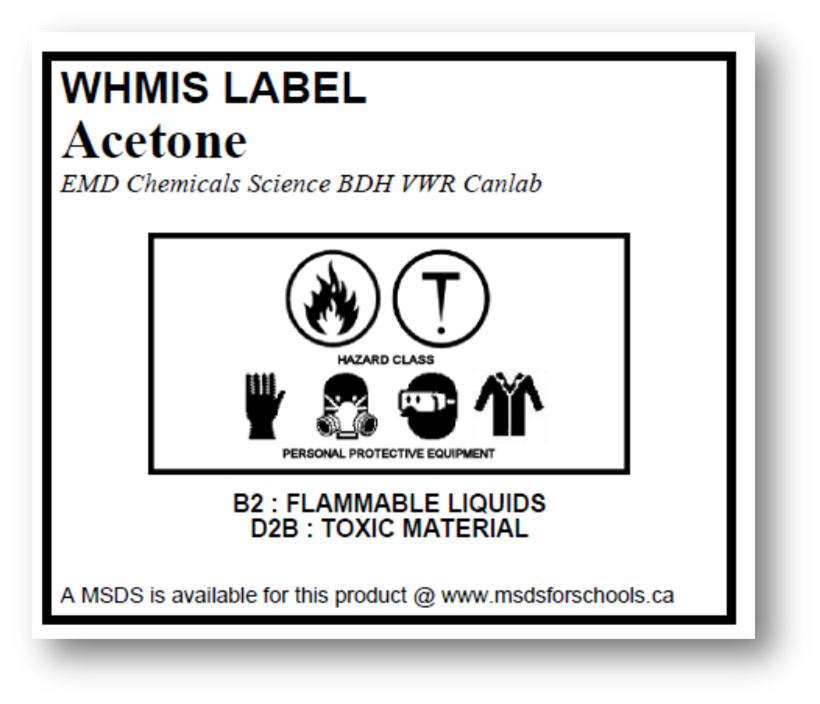 WHMIS LABEL
Acetone
EMD Chemicals Science BDH VWR Canlab
HAZARD CLASS
PERSONAL PROTECTIVE EQUIPMENT
B2 : FLAMMABLE LIQUIDS
D2B : TOXIC MATERIAL
A MSDS is available for this product @ www.msdsforschools.ca